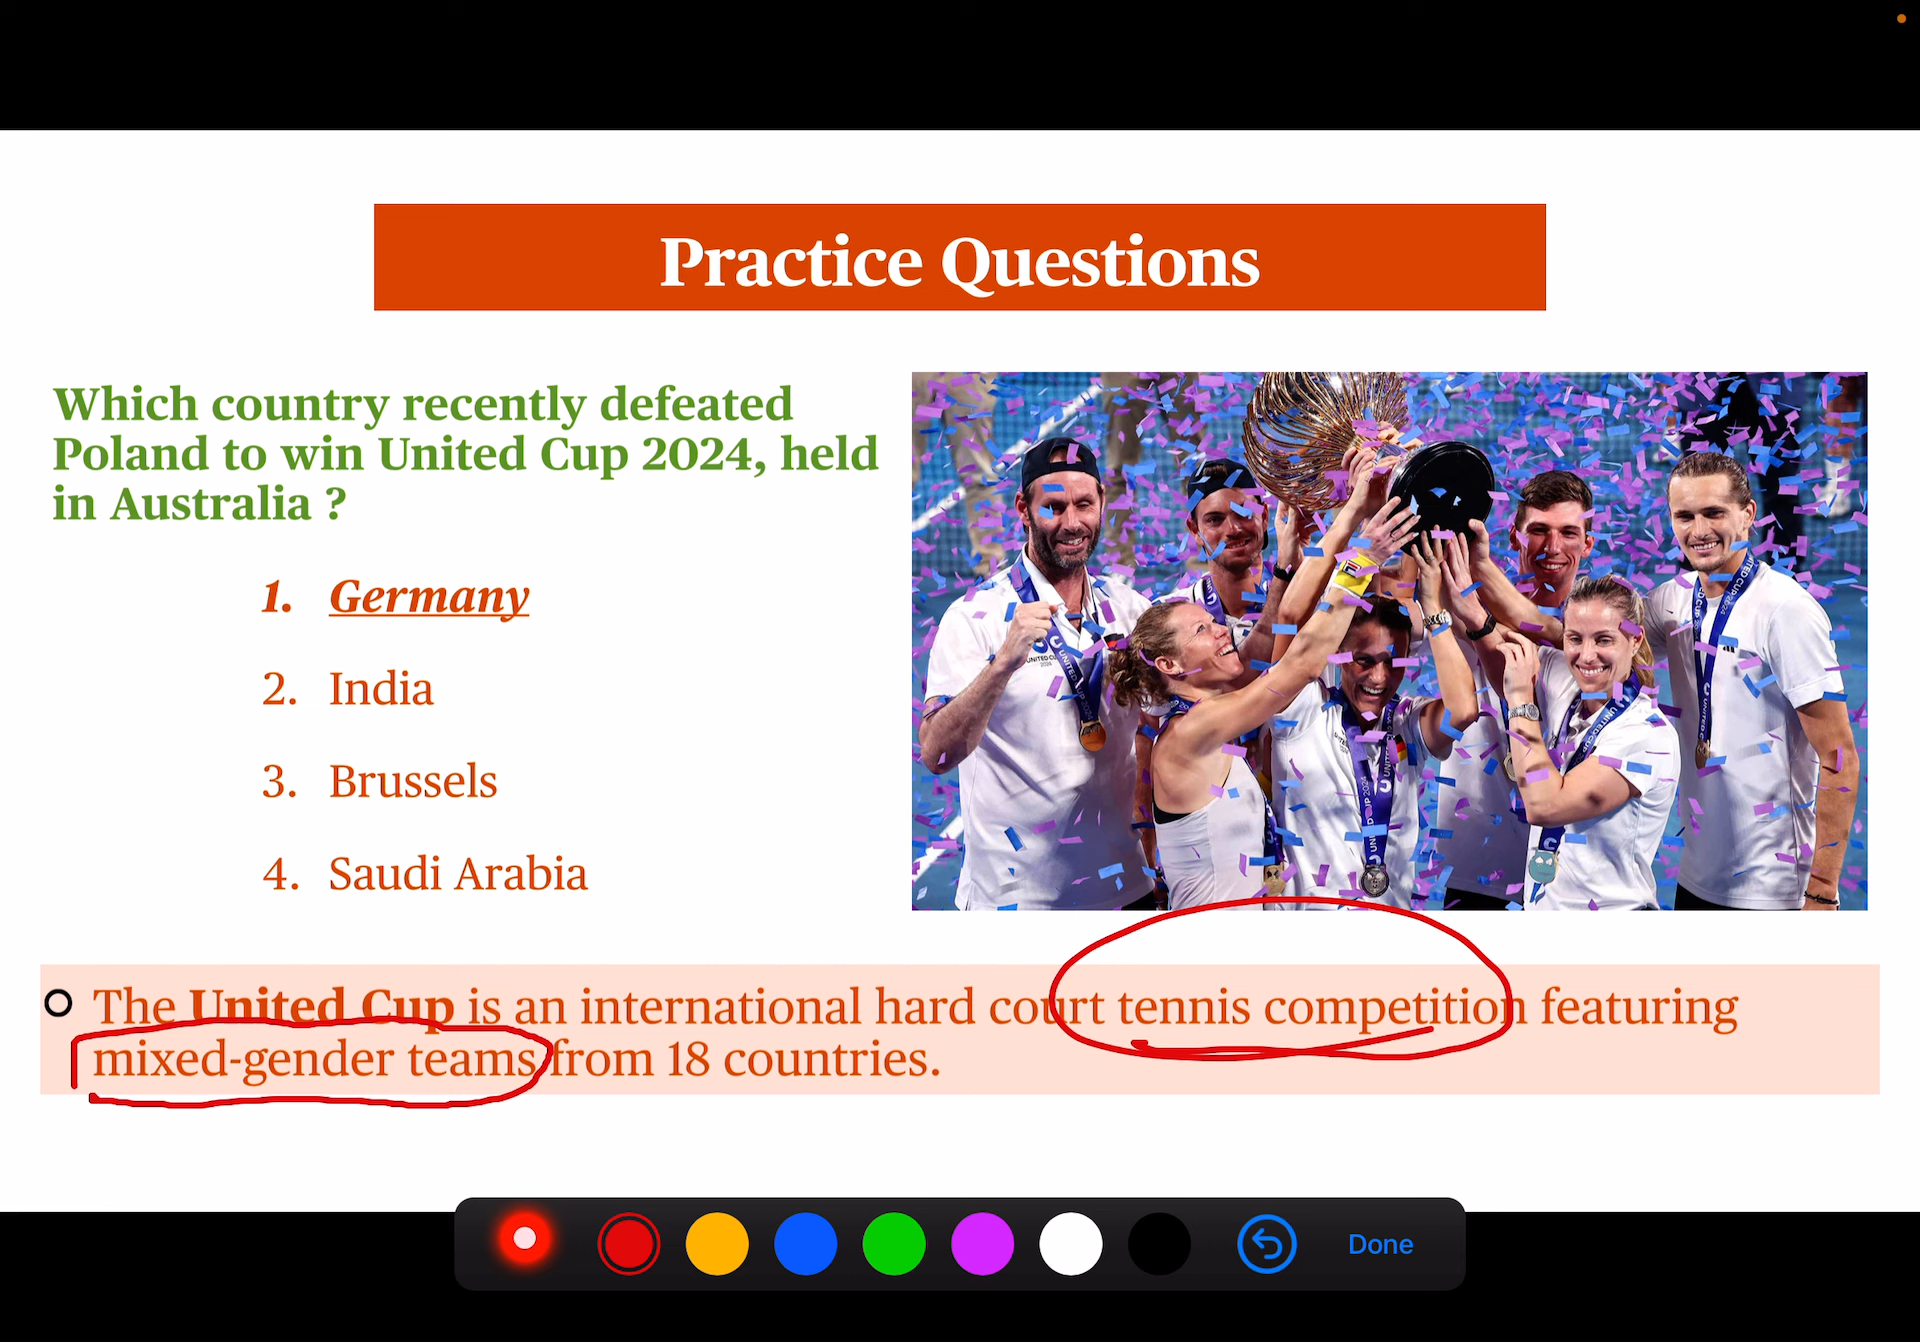 Practice Questions
Which country recently defeated
Poland to win United Cup 2024, held
in Australia ?
1. Germany
2. India
3. Brussels
4. Saudi Arabia
The United Cup is an international hard court tennis competition featuring
mixed-gender teams from 18 countries.
Done